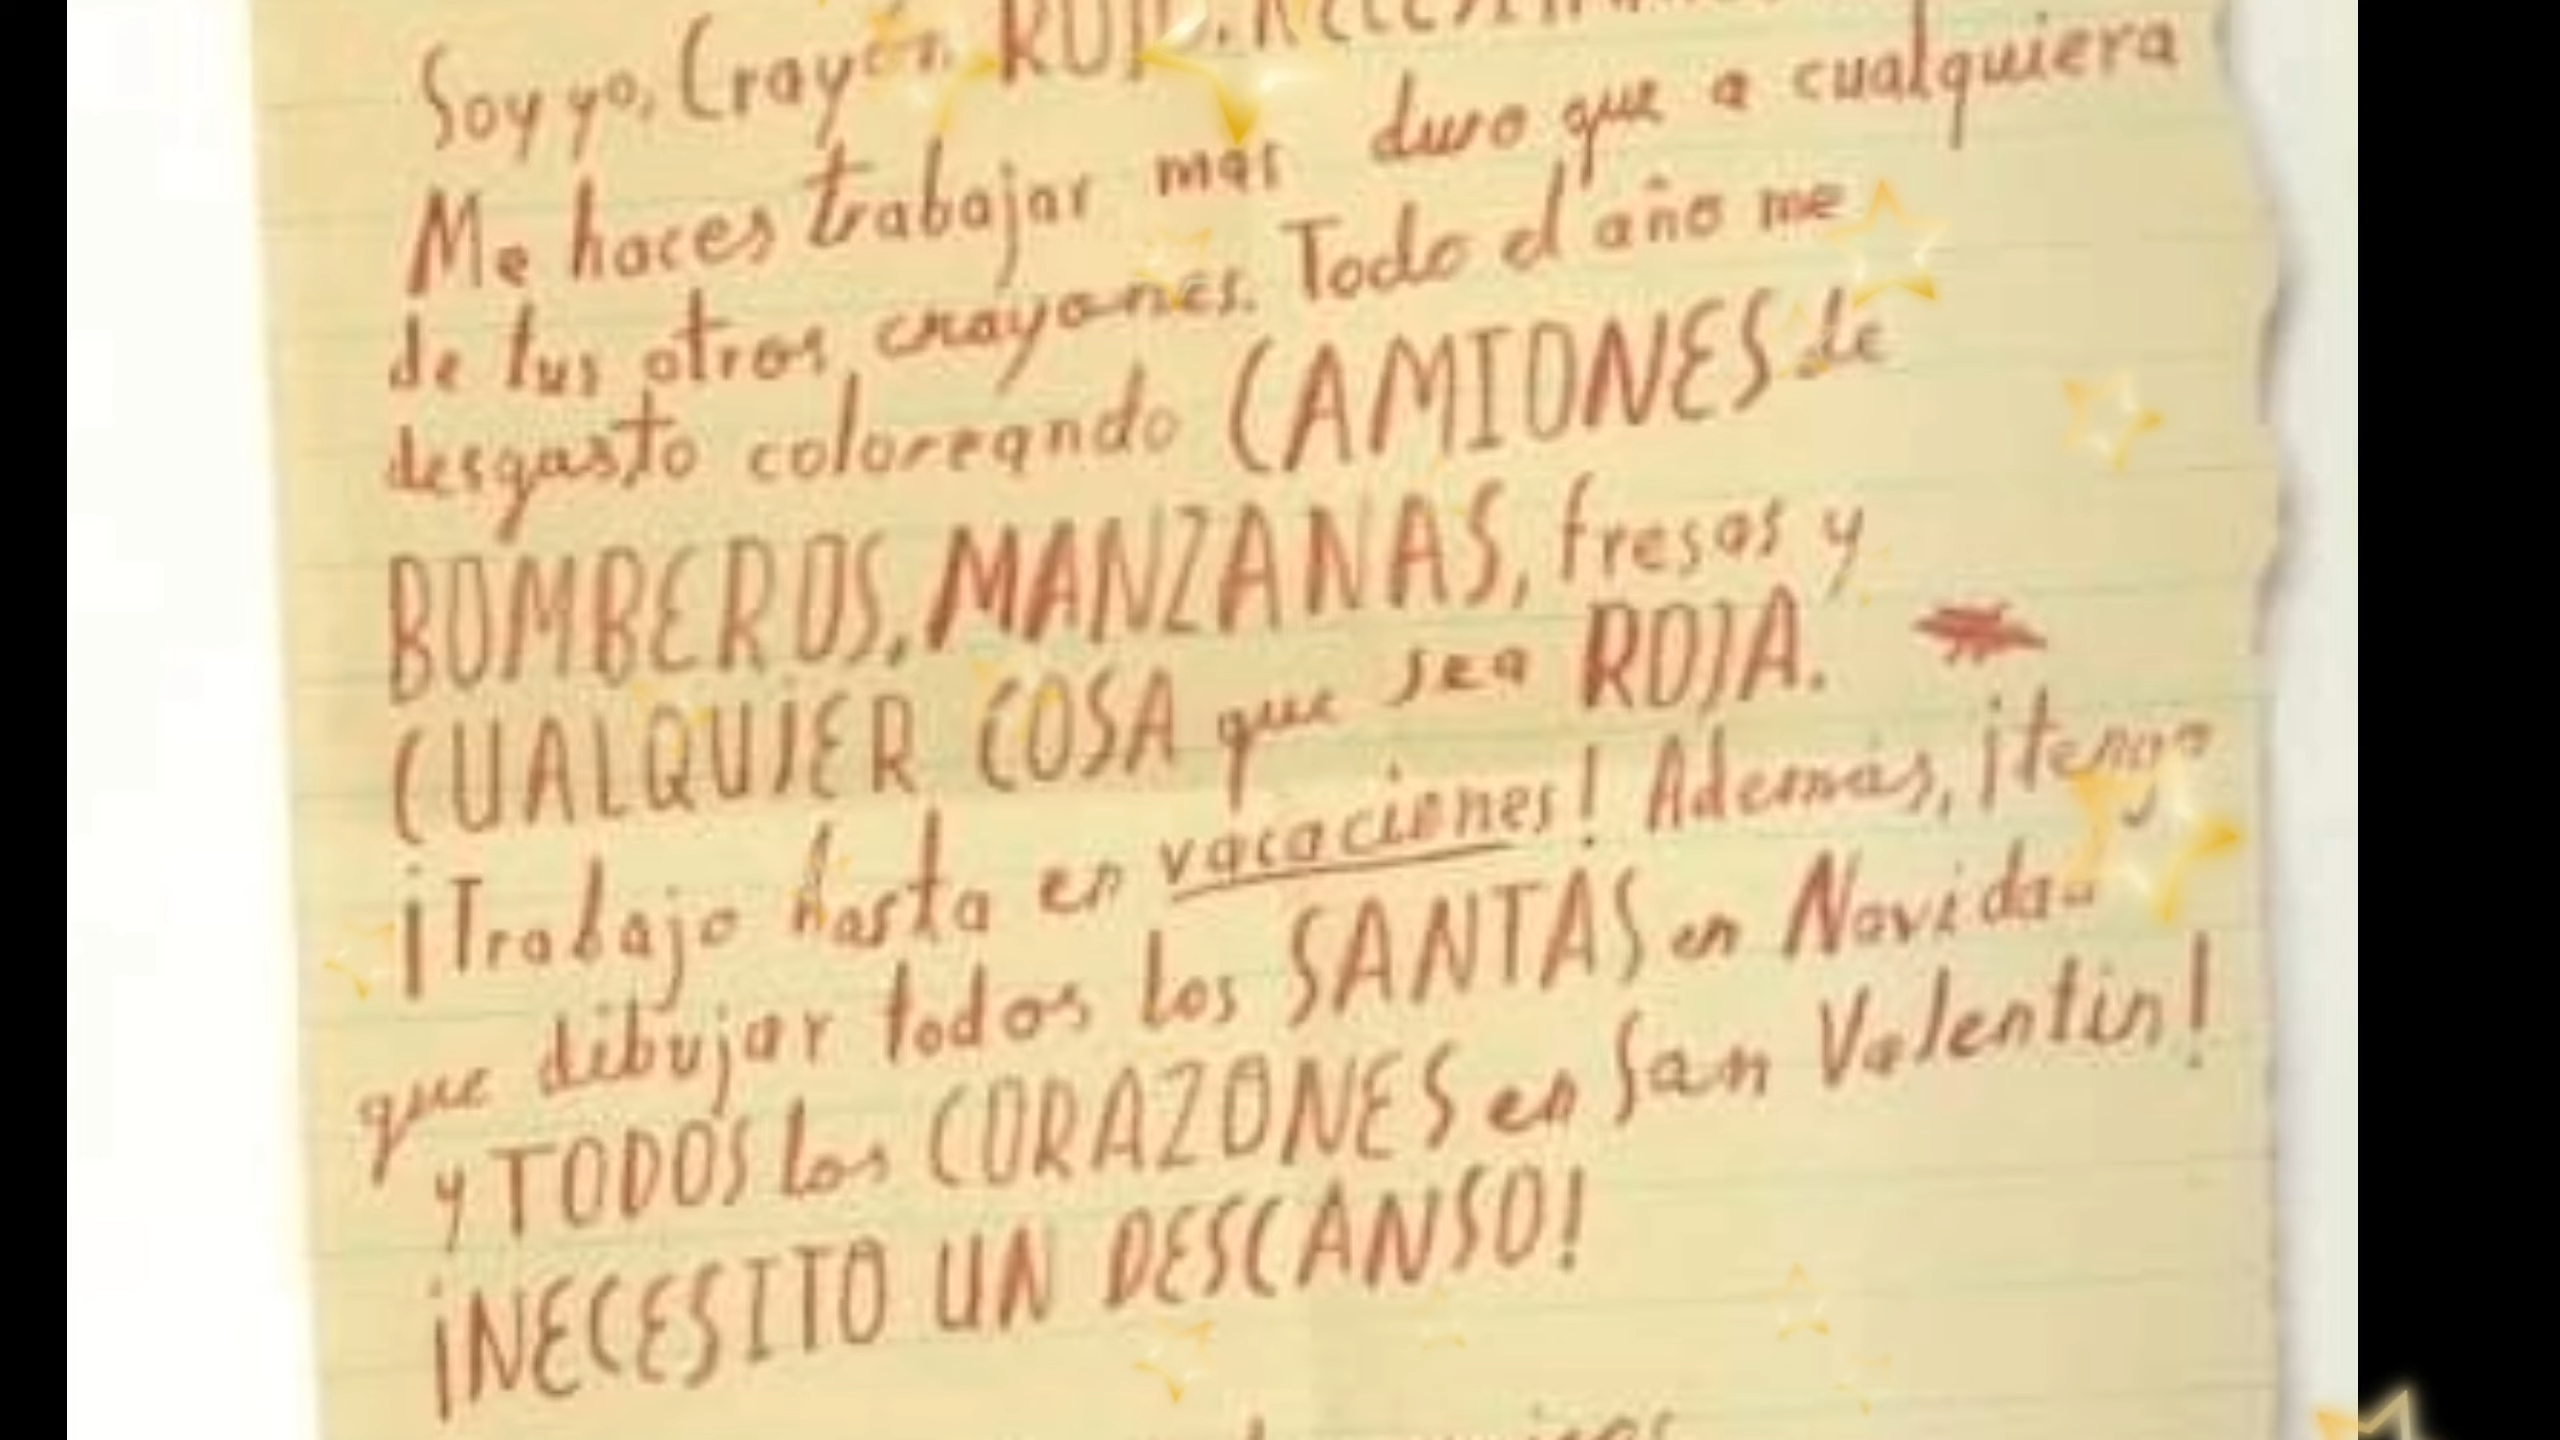 Soy yo, Crayón ROJO.
Me haces trabajar más duro que a cualquiera
de tus otros crayones. Todo el año me
desgasto coloreando CAMIONES de
BOMBEROS, MANZANAS, fresas y
CUALQUIER COSA que sea ROJA.
¡Trabajo hasta en vacaciones! Además, ¡tengo
que dibujar todos los SANTAS en Navidad
y TODOS los CORAZONES en San Valentín!
¡NECESITO UN DESCANSO!